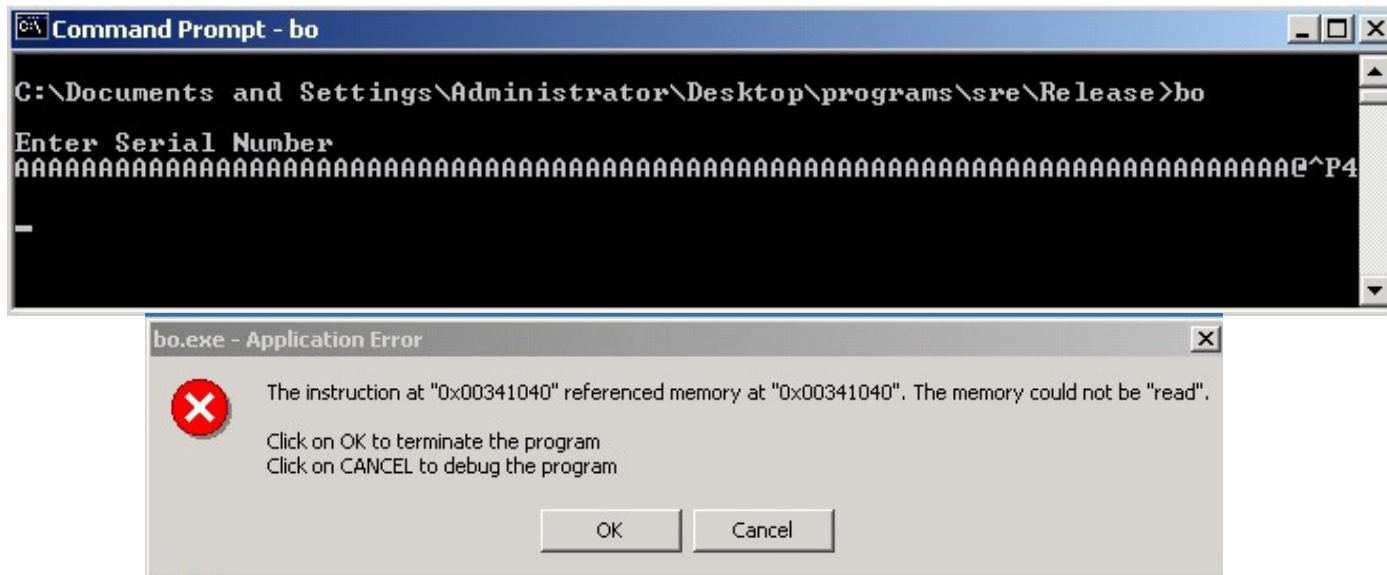 Command Prompt - bo
C:\Documents and Settings\Administrator\Desktop\programs\sre\Release>bo
Enter Serial Number
AAAAAAAAAAAAAAAAAAAAAAAAAAAAAAAAAAAAAAAAAAAAAAAAAAAAAAAAAAAAAAAAAAAAAAAAAAAA@^P4
bo.exe - Application Error
The instruction at "0x00341040" referenced memory at "0x00341040". The memory could not be "read".
Click on OK to terminate the program
Click on CANCEL to debug the program
OK
Cancel